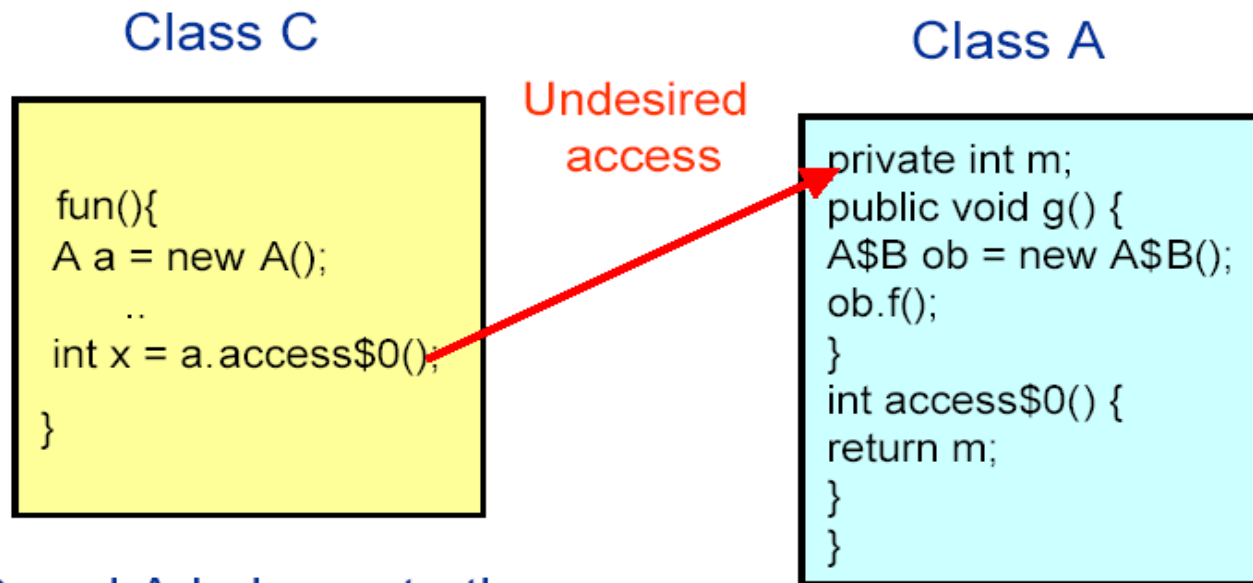 Class C
Class A
Undesired
access
fun(){
A a = new A();
..
int x = a.access$0();
}
private int m;
public void g() {
A$B ob = new A$B();
ob.f();
}
int access$0() {
return m;
}
}